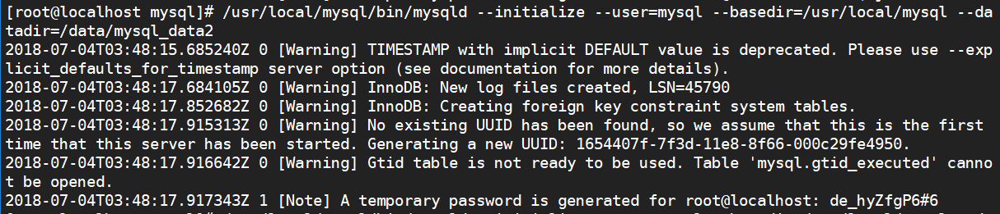 [root@localhost mysql]# /usr/local/mysql/bin/mysqld --initialize --user=mysql --basedir=/usr/local/mysql --da
tadir=/data/mysql_data2
2018-07-04T03:48:15.685240Z 0 [Warning] TIMESTAMP with implicit DEFAULT value is deprecated. Please use --exp
licit_defaults_for_timestamp server option (see documentation for more details).
2018-07-04T03:48:17.684105Z 0 [Warning] InnoDB: New log files created, LSN=45790
2018-07-04T03:48:17.852682Z 0 [Warning] InnoDB: Creating foreign key constraint system tables.
2018-07-04T03:48:17.915313Z 0 [Warning] No existing UUID has been found, so we assume that this is the first
time that this server has been started. Generating a new UUID: 1654407f-7f3d-11e8-8f66-000c29fe4950.
2018-07-04T03:48:17.916642Z 0 [Warning] Gtid table is not ready to be used. Table 'mysql.gtid_executed' canno
t be opened.
2018-07-04T03:48:17.917343Z 1 [Note] A temporary password is generated for root@localhost: de_hyZfgP6#6